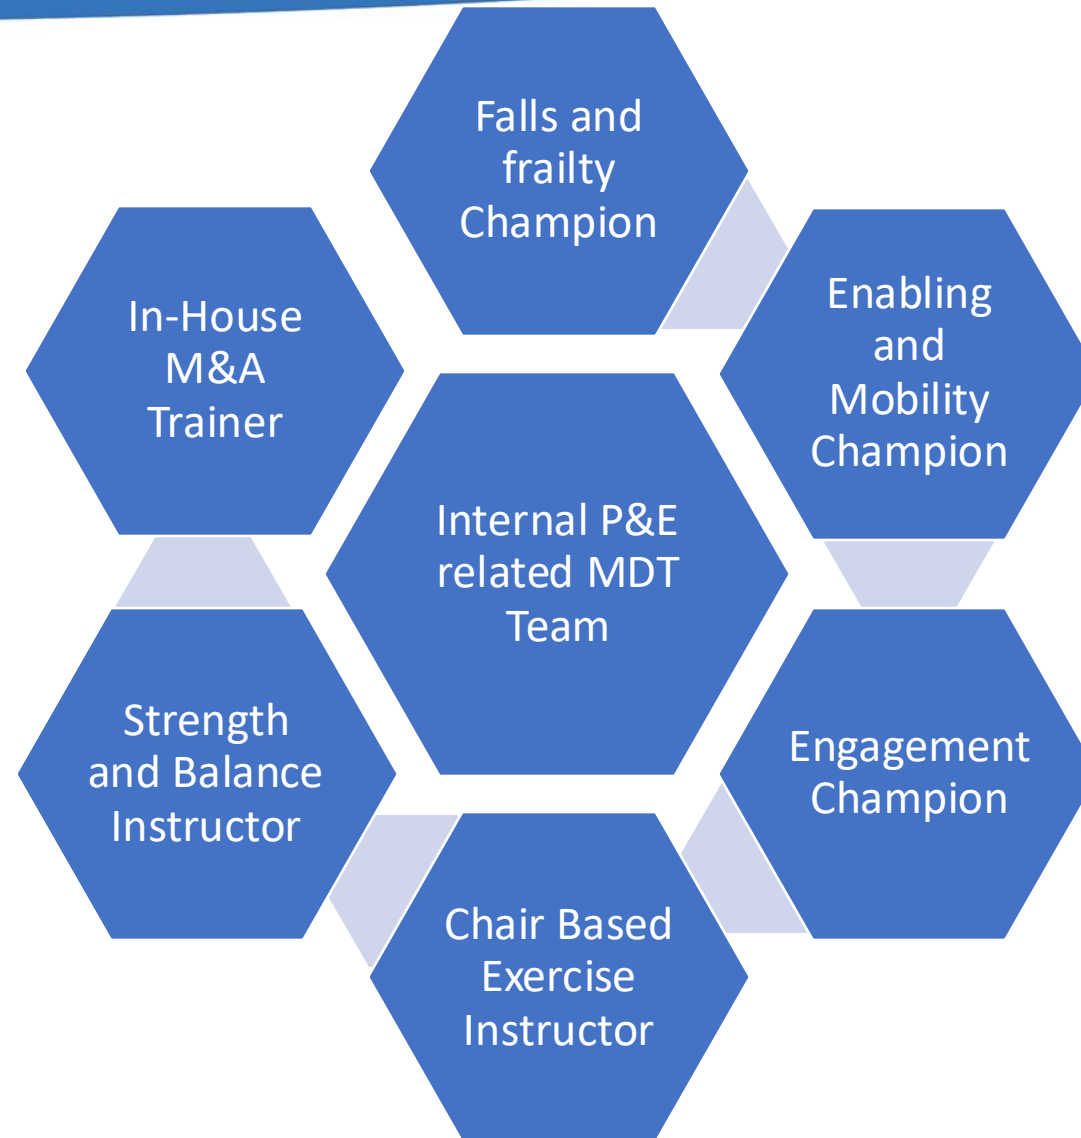 Falls and
frailty
Champion
Enabling
and
Mobility
Champion
In-House
M&A
Trainer
Internal P&E
related MDT
Team
Strength
and Balance
Instructor
Engagement
Champion
Chair Based
Exercise
Instructor